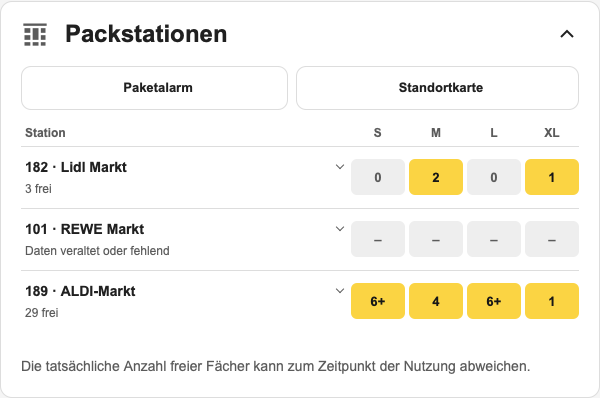 Packstationen
Paketalarm
Standortkarte
Station S M L XL
182 · Lidl Markt
3 frei
0 2 0 1
101 · REWE Markt
Daten veraltet oder fehlend
– – – –
189 · ALDI-Markt
29 frei
6+ 4 6+ 1
Die tatsächliche Anzahl freier Fächer kann zum Zeitpunkt der Nutzung abweichen.